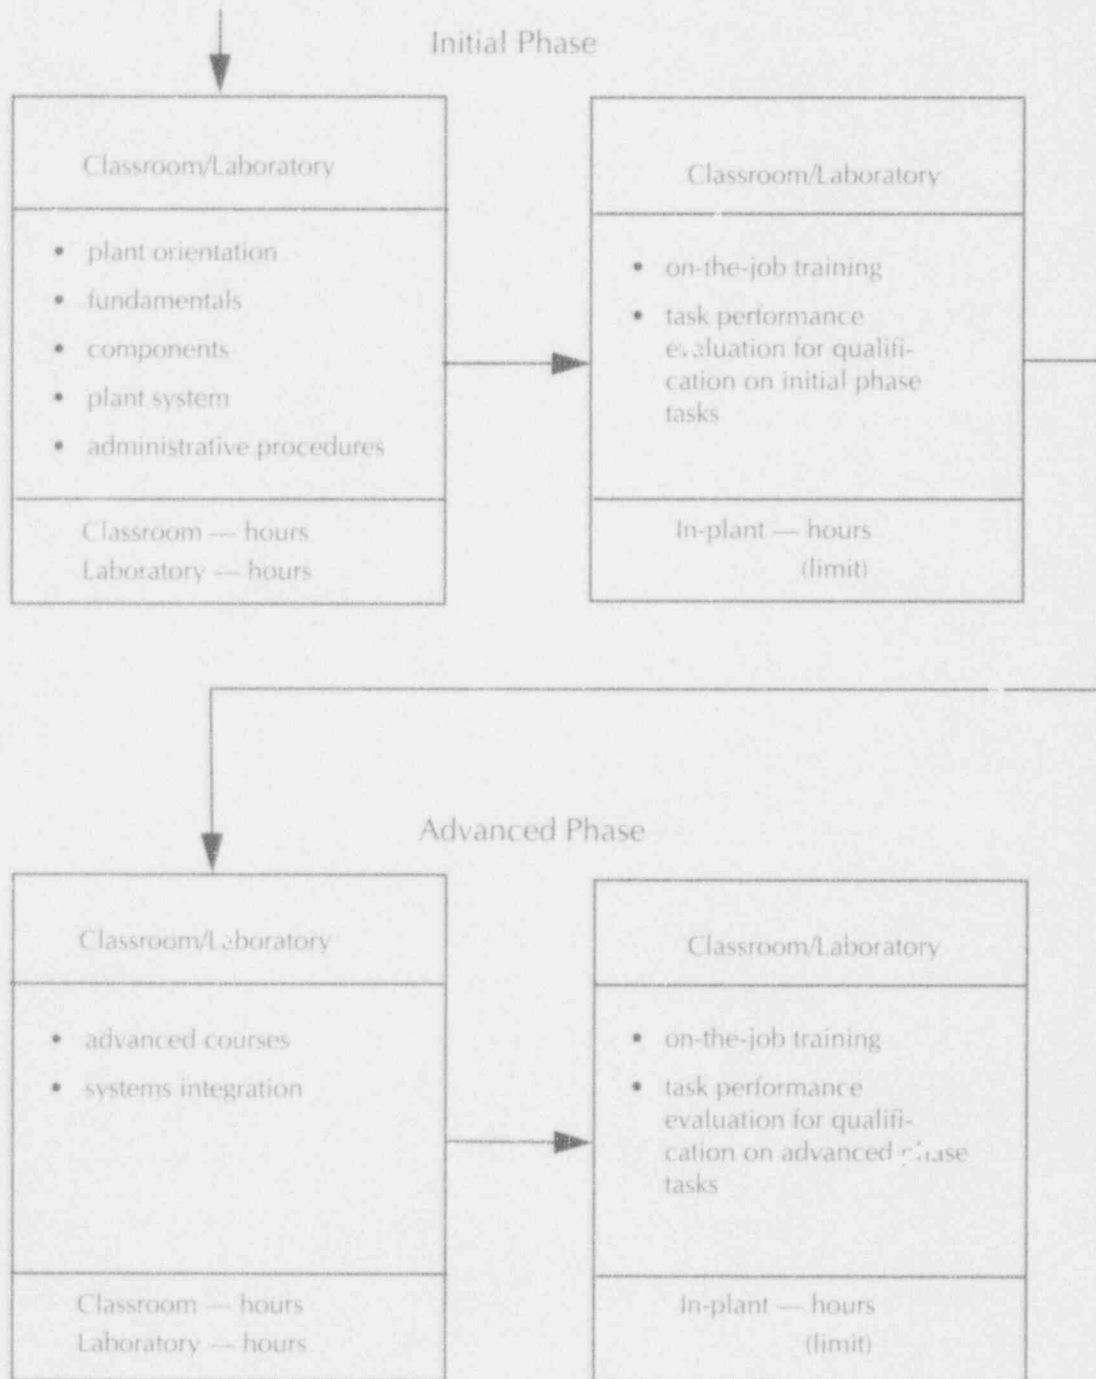 Initial Phase
Classroom/Laboratory
• plant orientation
• fundamentals
• components
• plant system
• administrative procedures
Classroom — hours
Laboratory — hours
Classroom/Laboratory
• on-the-job training
• task performance
evaluation for qualifi-
cation on initial phase
tasks
In-plant — hours
(limit)
Advanced Phase
Classroom/Laboratory
• advanced courses
• systems integration
Classroom — hours
Laboratory — hours
Classroom/Laboratory
• on-the-job training
• task performance
evaluation for qualifi-
cation on advanced phase
tasks
In-plant — hours
(limit)